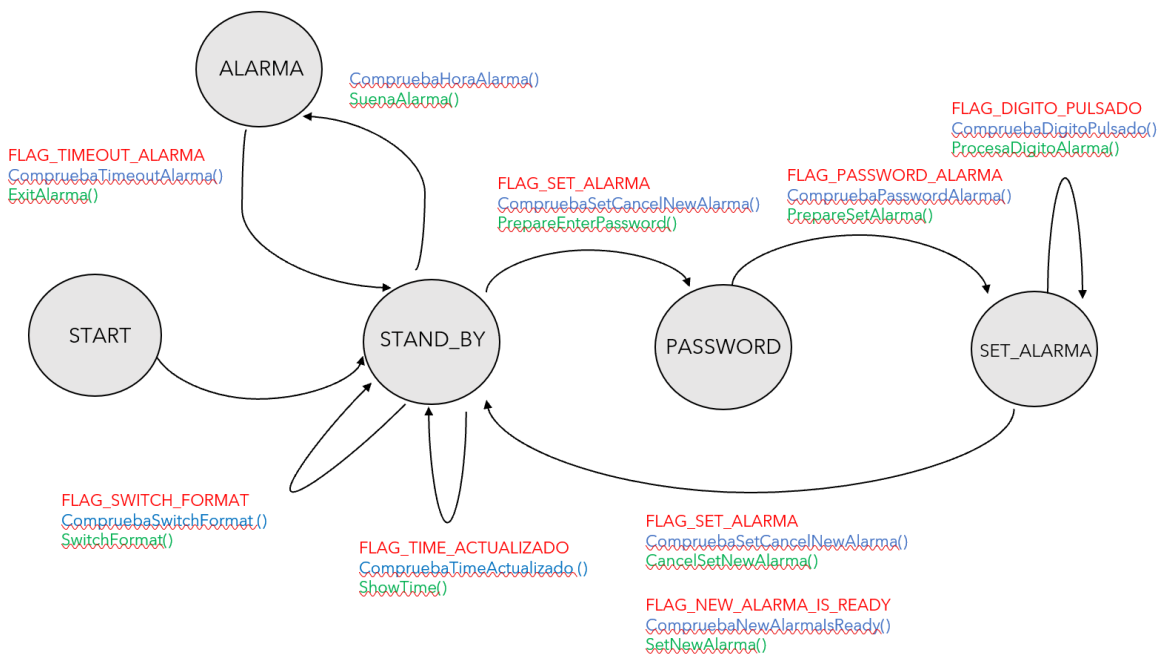 ALARMA
CompruebaHoraAlarma()
SuenaAlarma()
FLAG_TIMEOUT_ALARMA
CompruebaTimeoutAlarma()
ExitAlarma()
FLAG_SET_ALARMA
CompruebaSetCancelNewAlarma()
PrepareEnterPassword()
FLAG_PASSWORD_ALARMA
CompruebaPasswordAlarma()
PrepareSetAlarma()
FLAG_DIGITO_PULSADO
CompruebaDigitoPulsado()
ProcesaDigitoAlarma()
START
STAND_BY
PASSWORD
SET_ALARMA
FLAG_SWITCH_FORMAT
CompruebaSwitchFormat ()
SwitchFormat()
FLAG_TIME_ACTUALIZADO
CompruebaTimeActualizado ()
ShowTime()
FLAG_SET_ALARMA
CompruebaSetCancelNewAlarma()
CancelSetNewAlarma()
FLAG_NEW_ALARMA_IS_READY
CompruebaNewAlarmaIsReady()
SetNewAlarma()